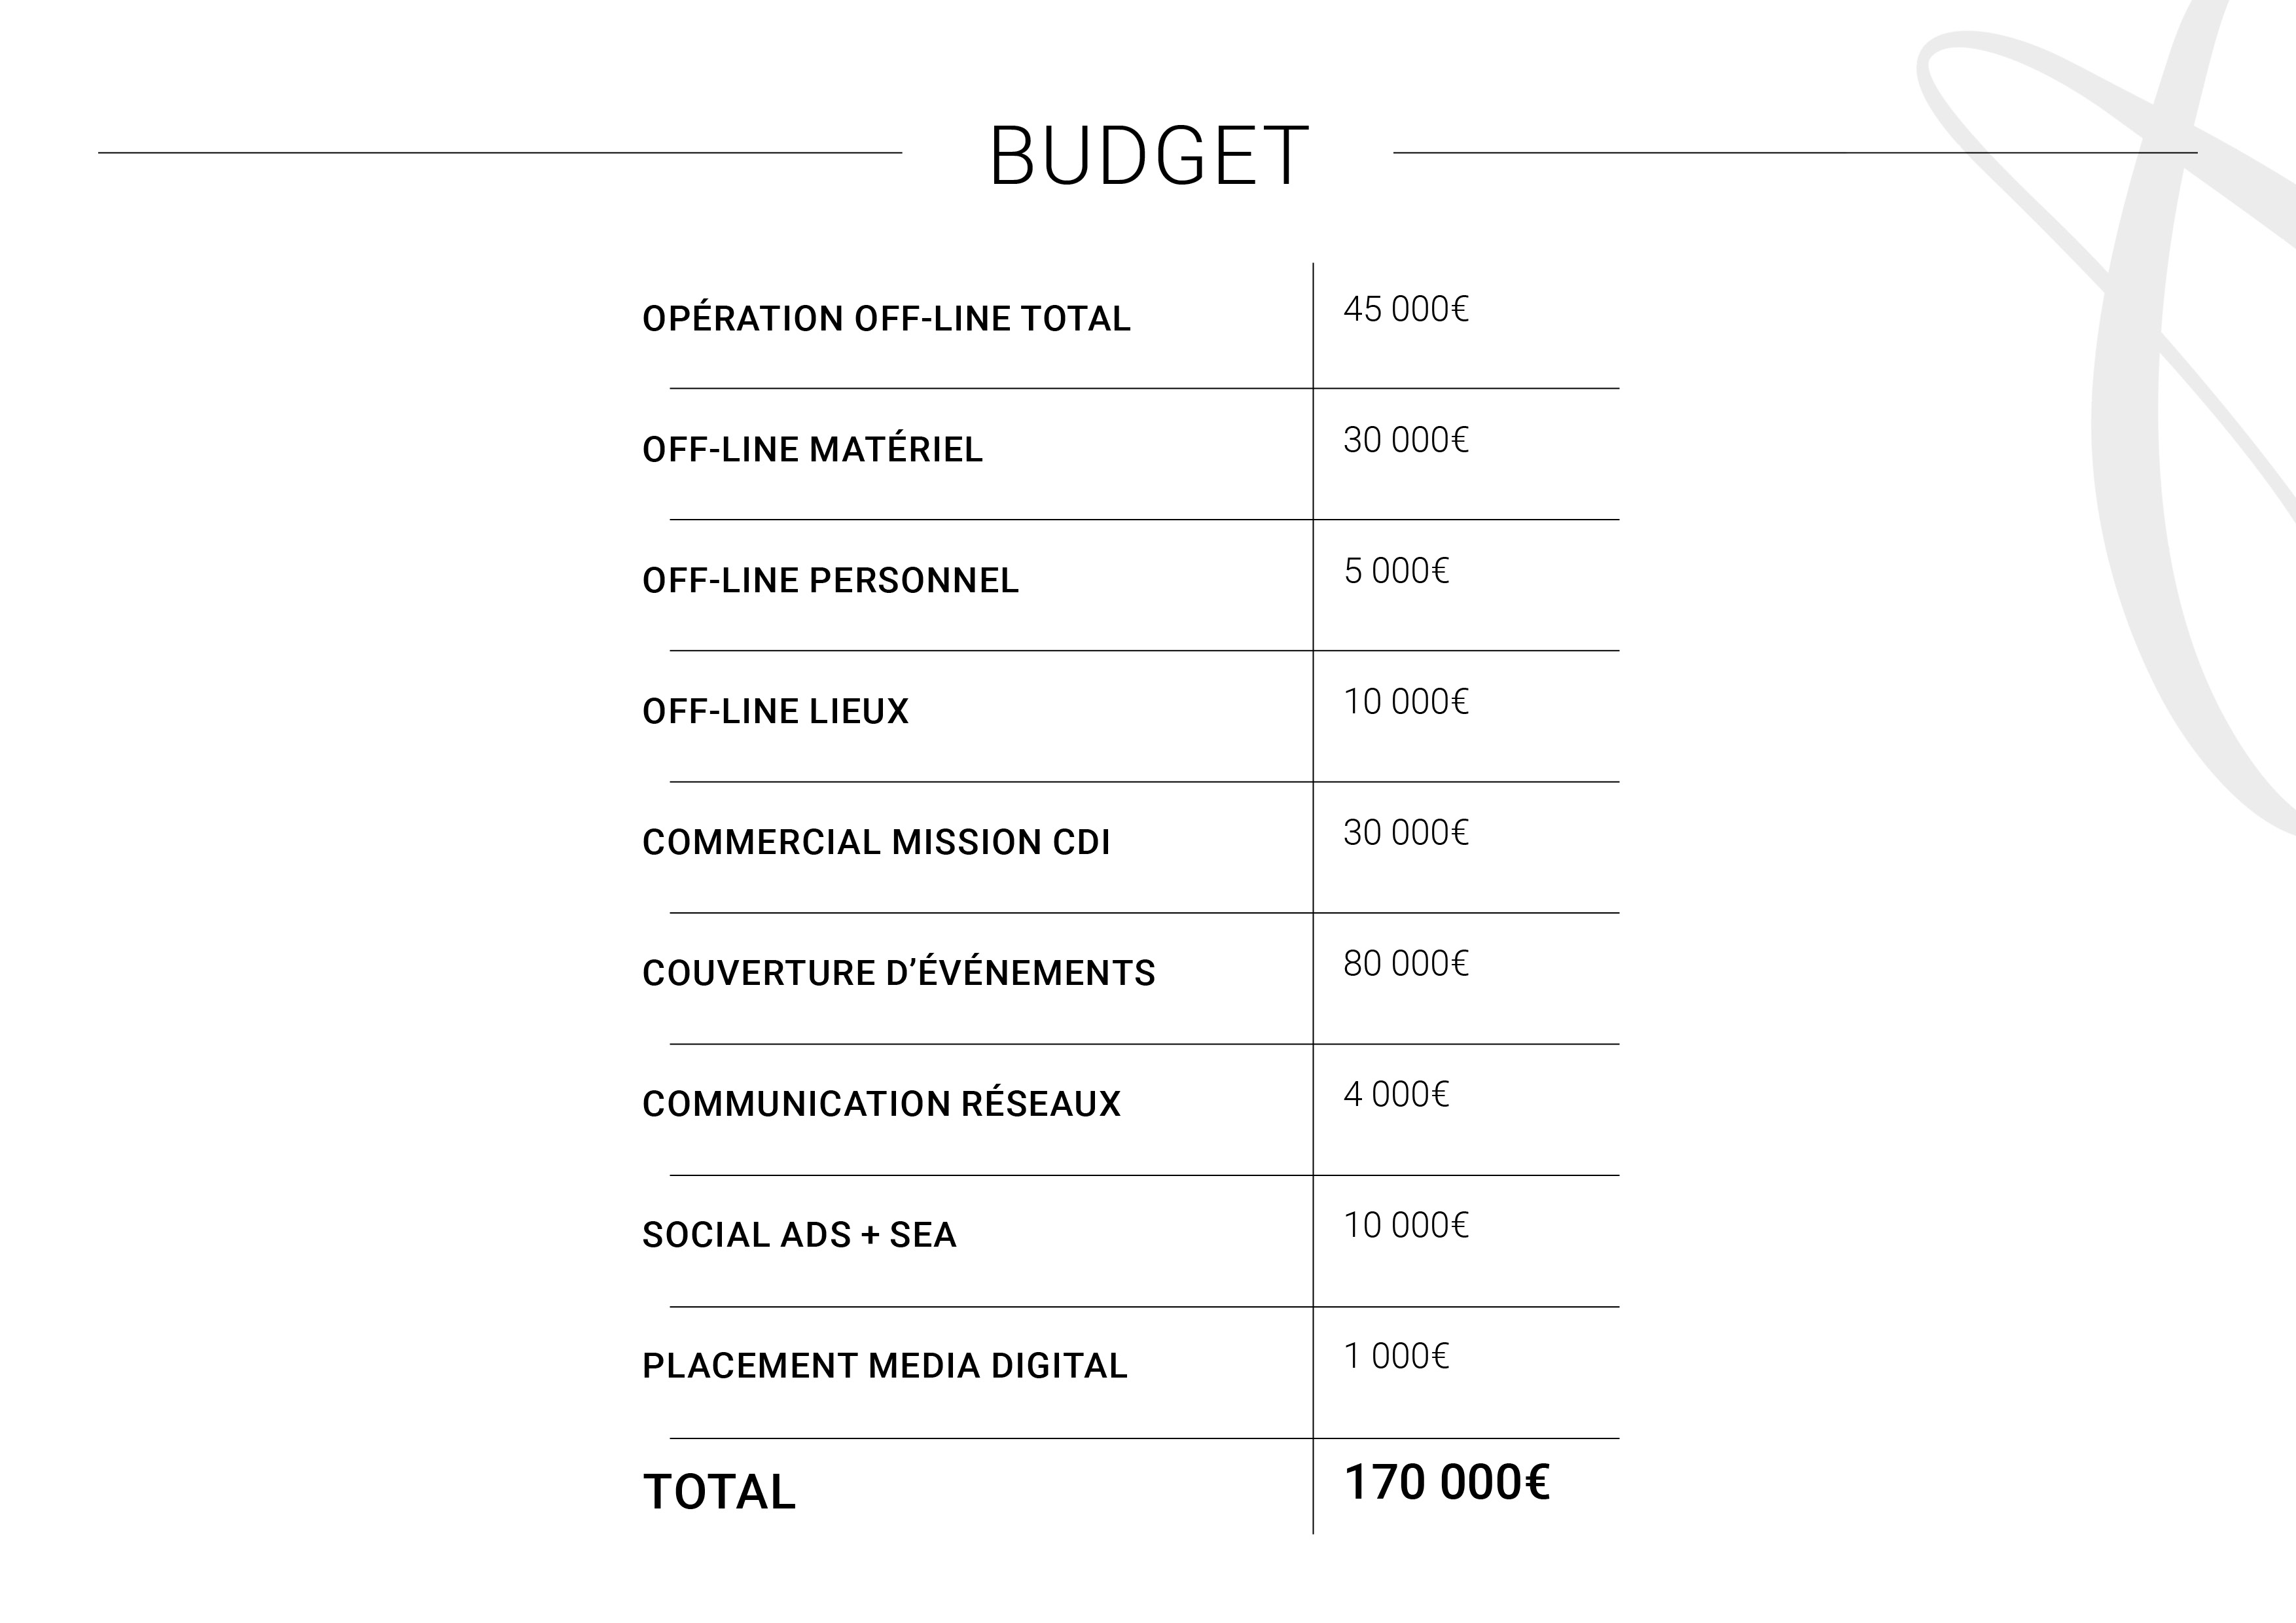 BUDGET
OPÉRATION OFF-LINE TOTAL 45 000€
OFF-LINE MATÉRIEL 30 000€
OFF-LINE PERSONNEL 5 000€
OFF-LINE LIEUX 10 000€
COMMERCIAL MISSION CDI 30 000€
COUVERTURE D’ÉVÉNEMENTS 80 000€
COMMUNICATION RÉSEAUX 4 000€
SOCIAL ADS + SEA 10 000€
PLACEMENT MEDIA DIGITAL 1 000€
TOTAL 170 000€